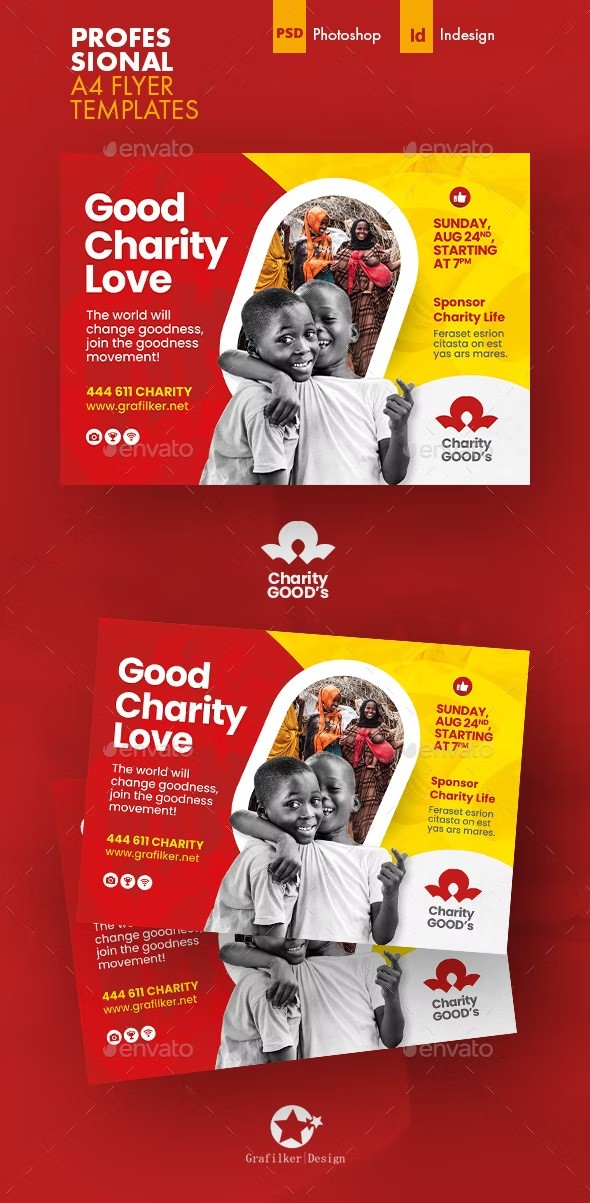 PROFES
SIONAL
A4 FLYER
TEMPLATES
PSD Photoshop
Id Indesign
envato envato
Good
Charity
Love
The world will
change goodness,
join the goodness
movement!
444 611 CHARITY
www.grafilker.net
SUNDAY,
AUG 24ND,
STARTING
AT 7PM
Sponsor
Charity Life
Feraset esrion
citasta on est
yas ars mares.
Charity
GOOD's
envato envato
Charity
GOOD's
Good
Charity
Love
The world will
change goodness,
join the goodness
movement!
444 611 CHARITY
www.grafilker.net
SUNDAY,
AUG 24ND,
STARTING
AT 7PM
Sponsor
Charity Life
Feraset esrion
citasta on est
yas ars mares.
Charity
GOOD's
envato envato
change goodness,
join the goodness
movement!
444 611 CHARITY
www.grafilker.net
Charity
GOOD's
envato envato
Grafilker|Design